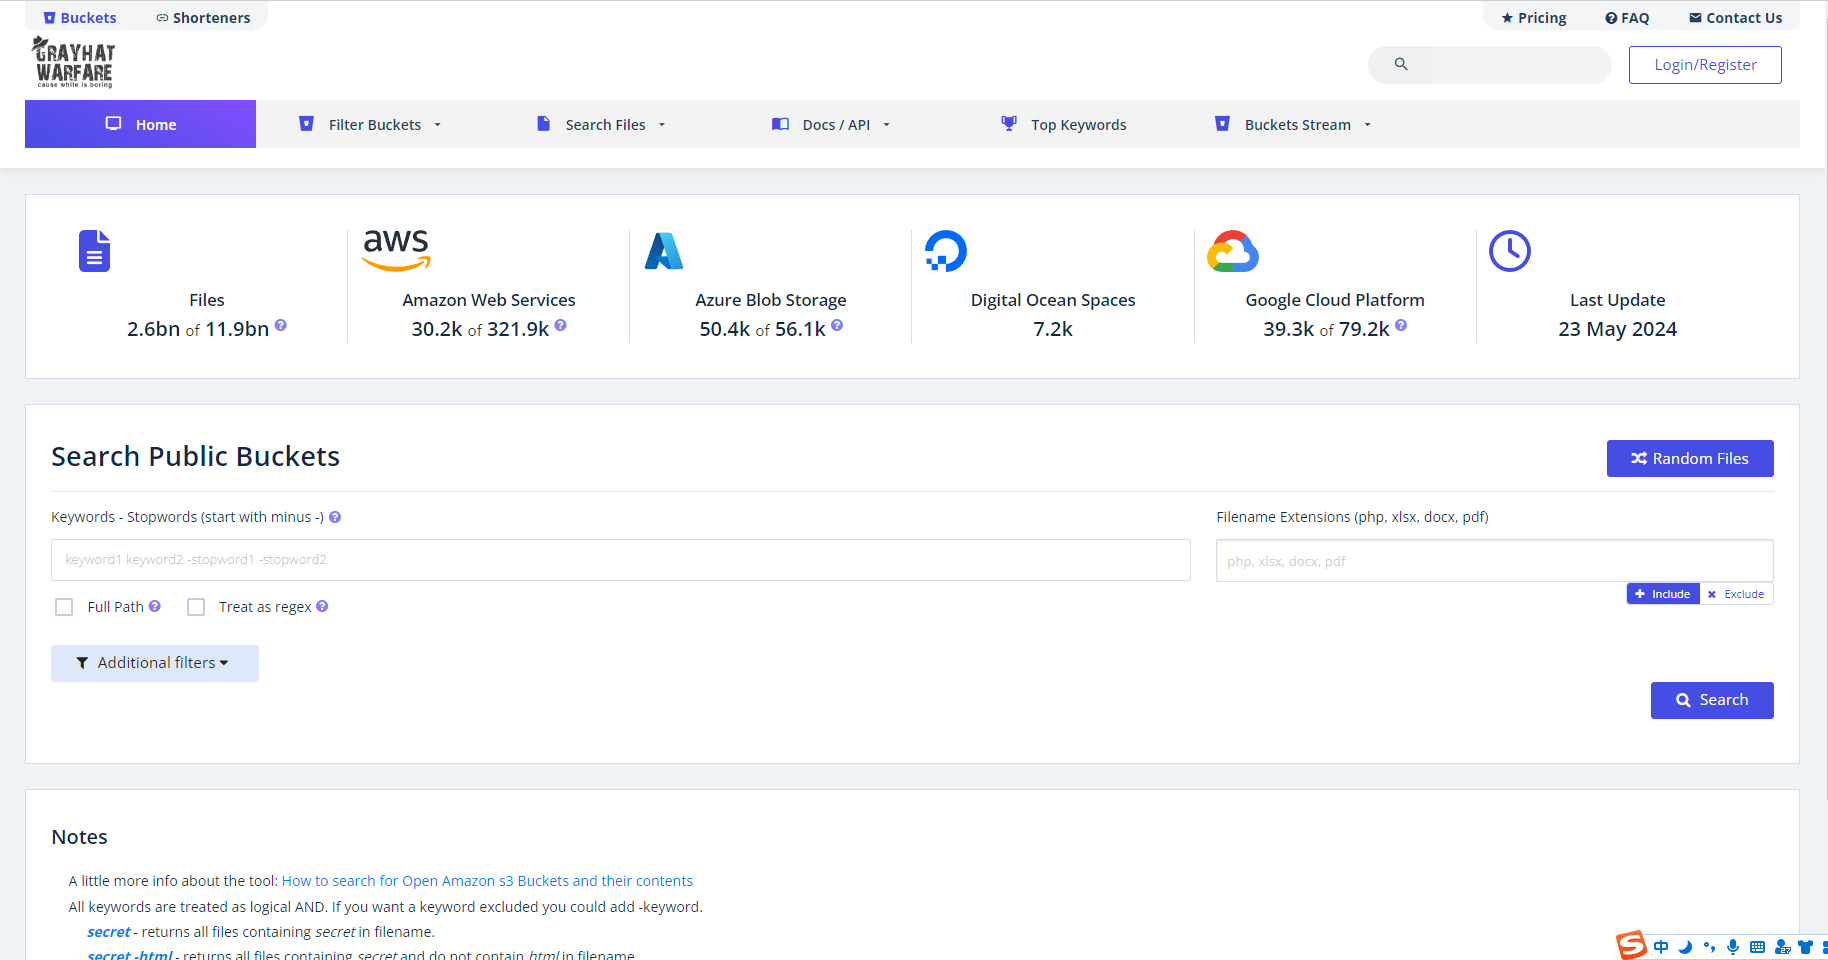 Buckets Shorteners Pricing FAQ Contact Us
GRAYHAT
WARFARE
cause white is boring
Login/Register
Home Filter Buckets Search Files Docs / API Top Keywords Buckets Stream
aws
Files Amazon Web Services Azure Blob Storage Digital Ocean Spaces Google Cloud Platform Last Update
2.6bn of 11.9bn 30.2k of 321.9k 50.4k of 56.1k 7.2k 39.3k of 79.2k 23 May 2024
Search Public Buckets Random Files
Keywords - Stopwords (start with minus -) Filename Extensions (php, xlsx, docx, pdf)
keyword1 keyword2 -stopword1 -stopword2 php, xlsx, docx, pdf
Include Exclude
Full Path Treat as regex
Additional filters
Search
Notes
A little more info about the tool: How to search for Open Amazon s3 Buckets and their contents
All keywords are treated as logical AND. If you want a keyword excluded you could add -keyword.
secret - returns all files containing secret in filename.
secret -html - returns all files containing secret and do not contain html in filename
S 中